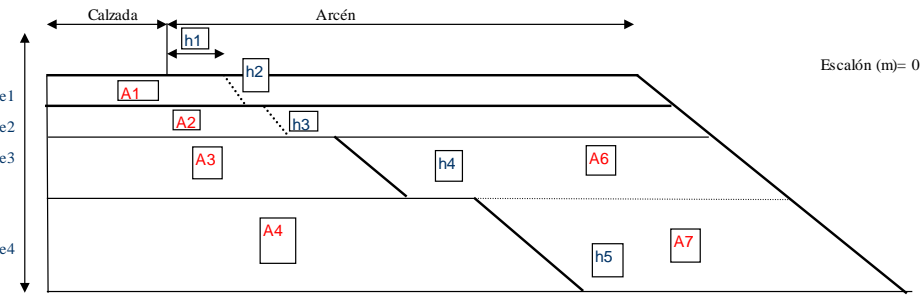 Calzada
Arcén
h1
h2
Escalón (m)= 0
A1
e1
A2
h3
e2
A3
h4
A6
e3
A4
A7
h5
e4